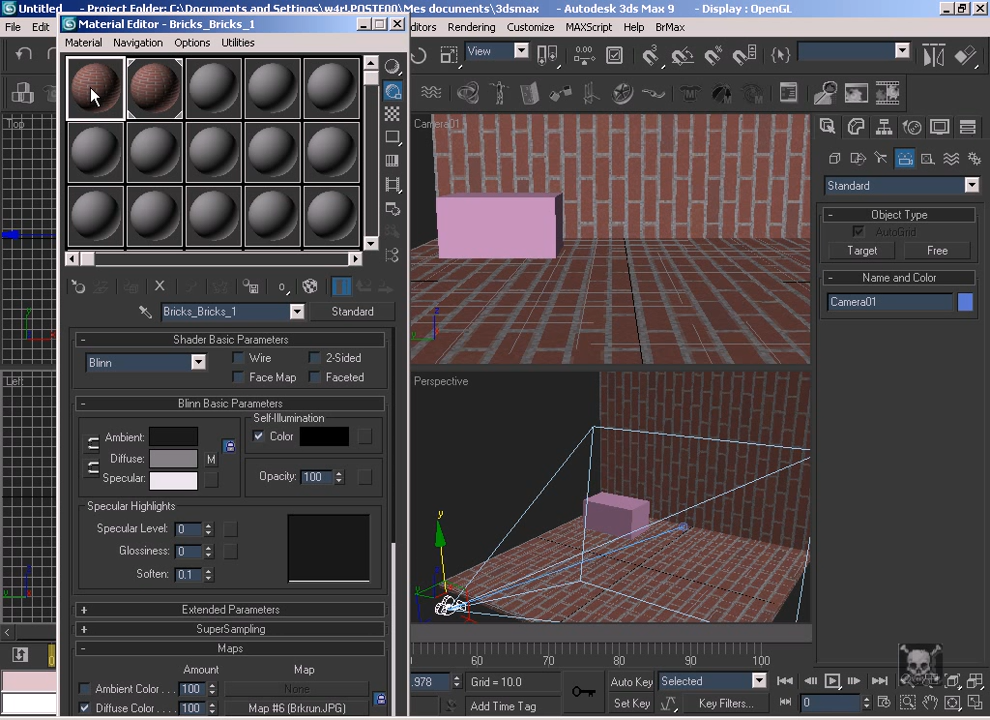 Untitled - Project Folder: C:\Documents and Settings\w4rl.POSTE00\Mes documents\3dsmax - Autodesk 3ds Max 9 - Display : OpenGL
Material Editor - Bricks_Bricks_1
File Edit
Rendering Customize MAXScript Help BrMax
Material Navigation Options Utilities
View
Top
Camera01
Standard
Object Type
AutoGrid
Target Free
Name and Color
Camera01
Bricks_Bricks_1 Standard
Shader Basic Parameters
Blinn
Wire 2-Sided
Face Map Faceted
Left
Perspective
Blinn Basic Parameters
Self-Illumination
Ambient: Color
Diffuse: M
Specular: Opacity: 100
Specular Highlights
Specular Level: 0
Glossiness: 0
Soften: 0.1
y
Extended Parameters
SuperSampling
Maps
Amount Map
Ambient Color . . . 100 None
Diffuse Color . . . . 100 Map #6 (Brkrun.JPG)
60 70 80 90 100
.978 Grid = 10.0 Auto Key Selected
Add Time Tag Set Key Key Filters... 0